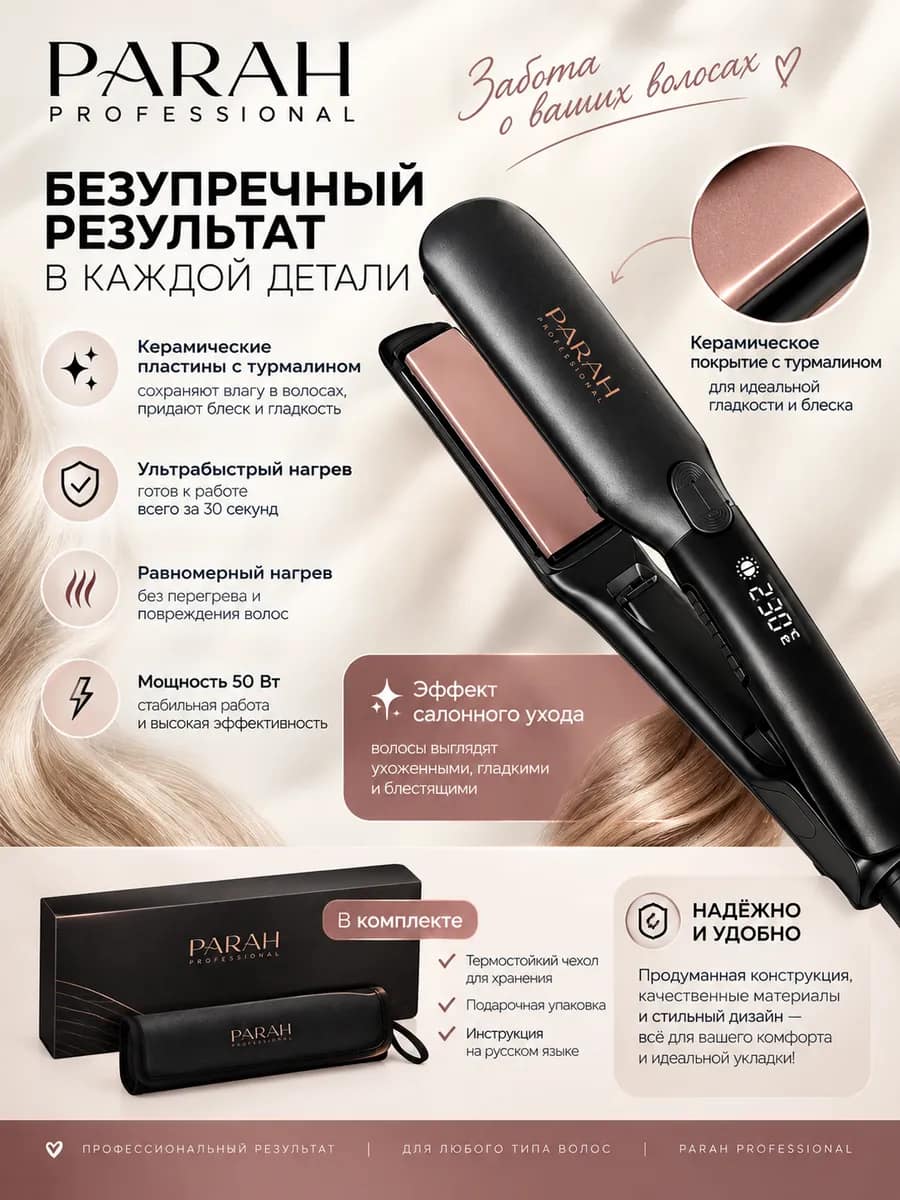 PARAH
PROFESSIONAL
Забота
о ваших волосах
БЕЗУПРЕЧНЫЙ
РЕЗУЛЬТАТ
В КАЖДОЙ ДЕТАЛИ
Керамические
пластины с турмалином
сохраняют влагу в волосах,
придают блеск и гладкость
Ультрабыстрый нагрев
готов к работе
всего за 30 секунд
Равномерный нагрев
без перегрева и
повреждения волос
Мощность 50 Вт
стабильная работа
и высокая эффективность
PARAH
PROFESSIONAL
Керамическое
покрытие с турмалином
для идеальной
гладкости и блеска
230
Эффект
салонного ухода
волосы выглядят
ухоженными, гладкими
и блестящими
PARAH
PROFESSIONAL
PARAH
PROFESSIONAL
В комплекте
Термостойкий чехол
для хранения
Подарочная упаковка
Инструкция
на русском языке
НАДЁЖНО
И УДОБНО
Продуманная конструкция,
качественные материалы
и стильный дизайн —
всё для вашего комфорта
и идеальной укладки!
ПРОФЕССИОНАЛЬНЫЙ РЕЗУЛЬТАТ | ДЛЯ ЛЮБОГО ТИПА ВОЛОС | PARAH PROFESSIONAL